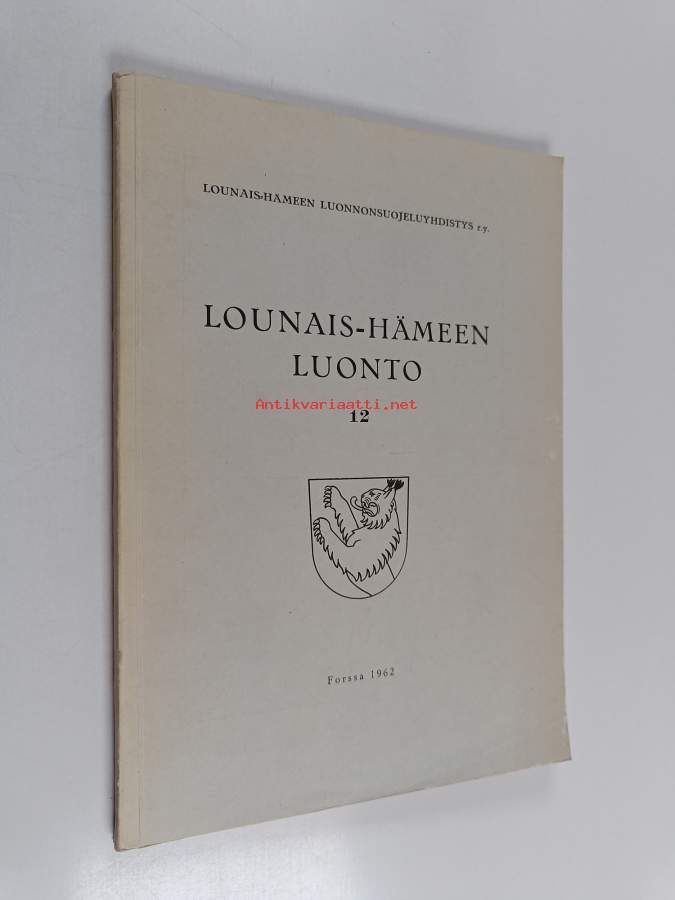 LOUNAIS-HÄMEEN LUONNONSUOJELUYHDISTYS r.y.
LOUNAIS-HÄMEEN
LUONTO
Antikvariaatti.net
12
Forssa 1962